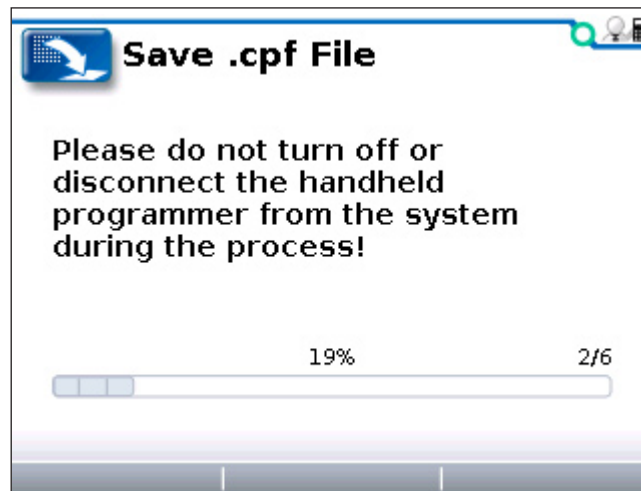 Save .cpf File
Please do not turn off or
disconnect the handheld
programmer from the system
during the process!
19% 2/6